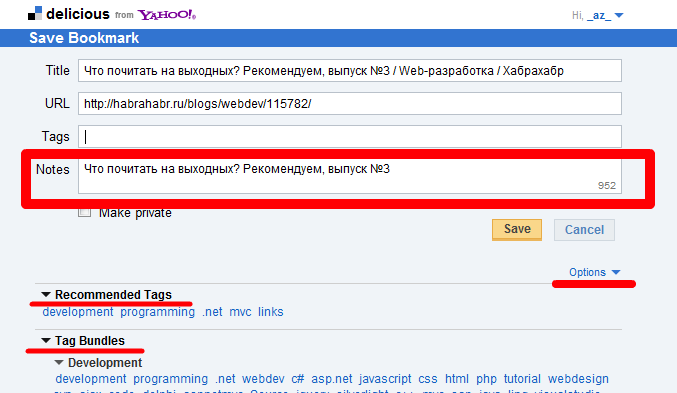 delicious from YAHOO!
Hi, _az_
Save Bookmark
Title Что почитать на выходных? Рекомендуем, выпуск №3 / Web-разработка / Хабрахабр
URL http://habrahabr.ru/blogs/webdev/115782/
Tags
Notes Что почитать на выходных? Рекомендуем, выпуск №3
952
Make private
Save Cancel
Options
Recommended Tags
development programming .net mvc links
Tag Bundles
Development
development programming .net webdev c# asp.net javascript css html php tutorial webdesign